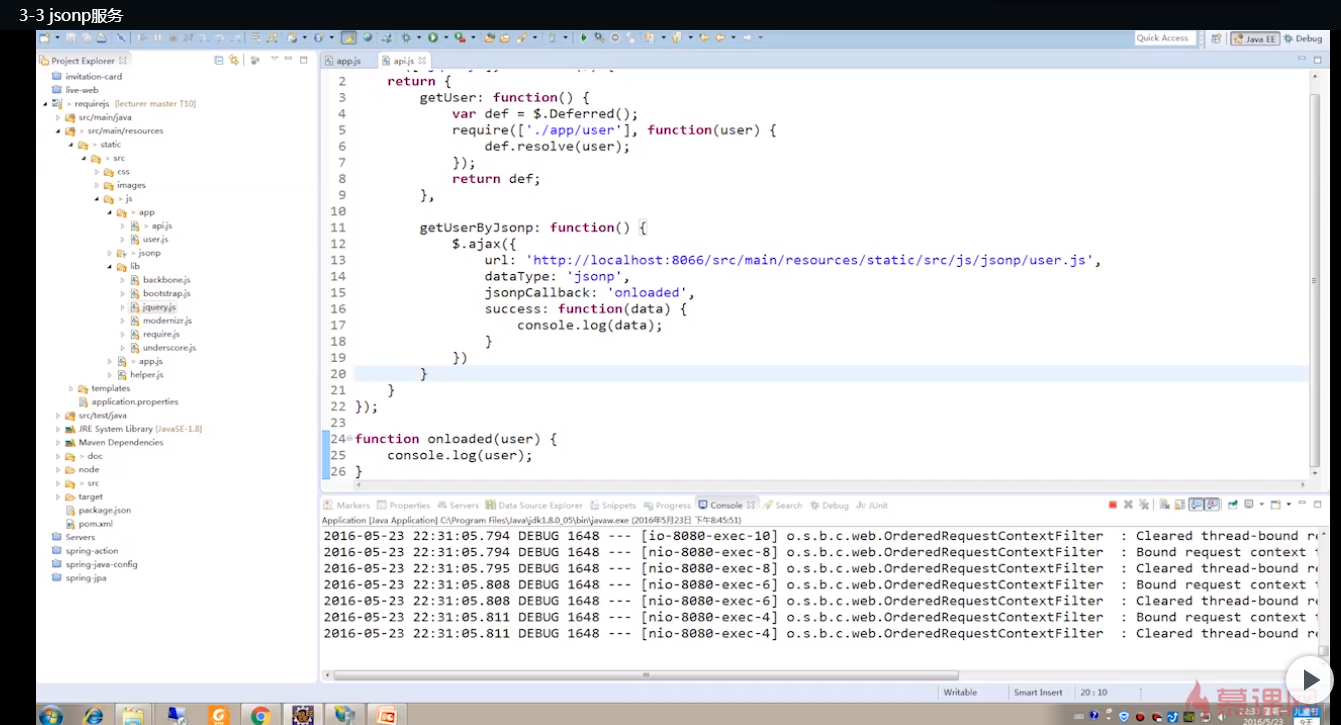 3-3 jsonp服务
Quick Access
Java EE
Debug
Project Explorer
app.js
api.js
invitation-card
live-web
> requirejs [lecturer master ↑10]
src/main/java
> src/main/resources
> static
> src
> css
images
> js
> app
> api.js
user.js
> jsonp
lib
backbone.js
bootstrap.js
jquery.js
modernizr.js
require.js
underscore.js
> app.js
helper.js
templates
application.properties
src/test/java
JRE System Library [JavaSE-1.8]
Maven Dependencies
> doc
node
> src
target
package.json
pom.xml
Servers
spring-action
spring-java-config
spring-jpa
2 return {
3 getUser: function() {
4 var def = $.Deferred();
5 require(['./app/user'], function(user) {
6 def.resolve(user);
7 });
8 return def;
9 },
10
11 getUserByJsonp: function() {
12 $.ajax({
13 url: 'http://localhost:8066/src/main/resources/static/src/js/jsonp/user.js',
14 dataType: 'jsonp',
15 jsonpCallback: 'onloaded',
16 success: function(data) {
17 console.log(data);
18 }
19 })
20 }
21 }
22 });
23
24 function onloaded(user) {
25 console.log(user);
26 }
Markers Properties Servers Data Source Explorer Snippets Progress Console Search Debug JUnit
Application [Java Application] C:\Program Files\Java\jdk1.8.0_05\bin\javaw.exe (2016年5月23日 下午8:45:51)
2016-05-23 22:31:05.794 DEBUG 1648 --- [io-8080-exec-10] o.s.b.c.web.OrderedRequestContextFilter : Cleared thread-bound re
2016-05-23 22:31:05.794 DEBUG 1648 --- [nio-8080-exec-8] o.s.b.c.web.OrderedRequestContextFilter : Bound request context t
2016-05-23 22:31:05.795 DEBUG 1648 --- [nio-8080-exec-8] o.s.b.c.web.OrderedRequestContextFilter : Cleared thread-bound re
2016-05-23 22:31:05.808 DEBUG 1648 --- [nio-8080-exec-6] o.s.b.c.web.OrderedRequestContextFilter : Bound request context t
2016-05-23 22:31:05.808 DEBUG 1648 --- [nio-8080-exec-6] o.s.b.c.web.OrderedRequestContextFilter : Cleared thread-bound re
2016-05-23 22:31:05.811 DEBUG 1648 --- [nio-8080-exec-4] o.s.b.c.web.OrderedRequestContextFilter : Bound request context t
2016-05-23 22:31:05.811 DEBUG 1648 --- [nio-8080-exec-4] o.s.b.c.web.OrderedRequestContextFilter : Cleared thread-bound re
Writable Smart Insert 20 : 10
慕课网
2016/5/23